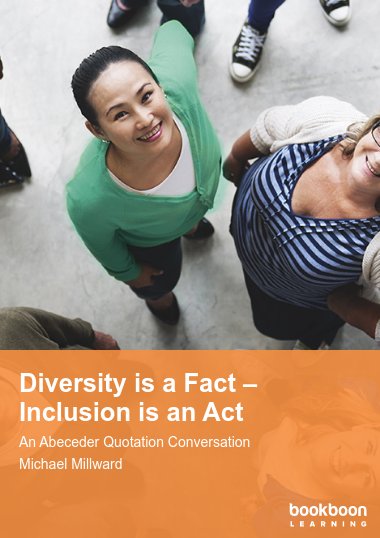 Diversity is a Fact –
Inclusion is an Act
An Abeceder Quotation Conversation
Michael Millward
bookboon
LEARNING